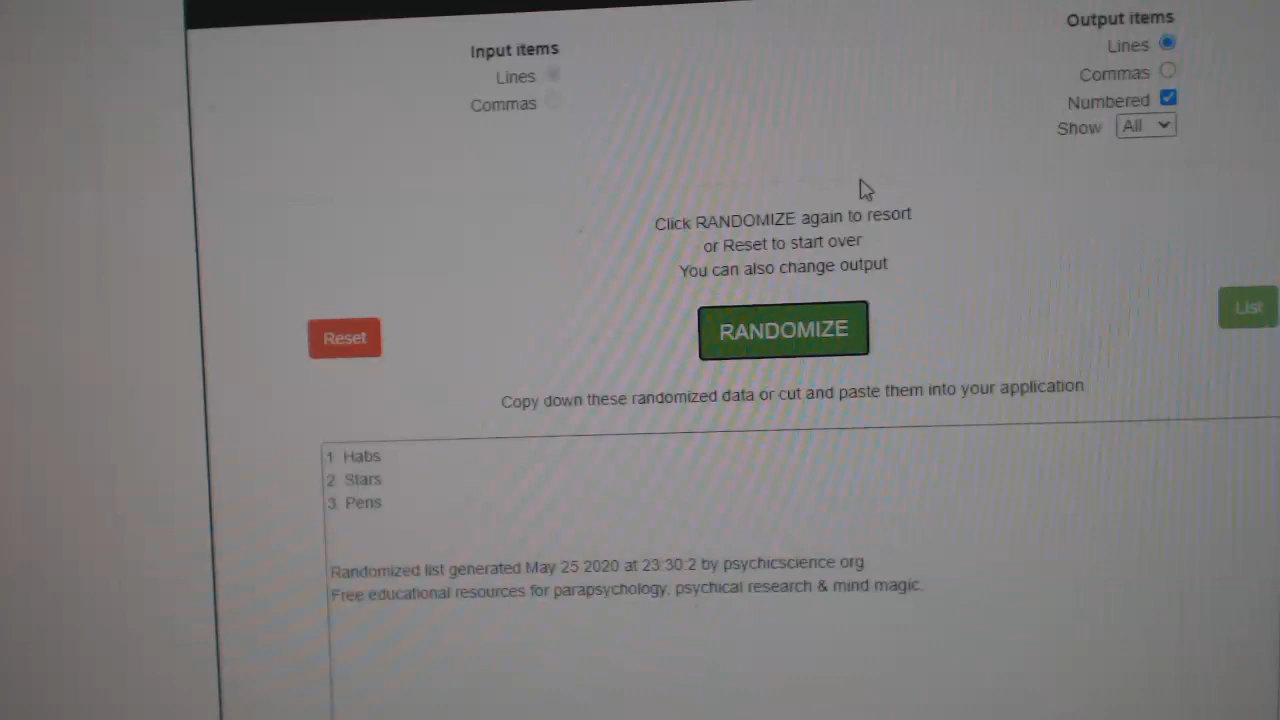 Input items
Lines
Commas
Output items
Lines
Commas
Numbered
Show All
Click RANDOMIZE again to resort
or Reset to start over
You can also change output
Reset
RANDOMIZE
List
Copy down these randomized data or cut and paste them into your application
1 Habs
2 Stars
3 Pens
Randomized list generated May 25 2020 at 23:30:2 by psychicscience org
Free educational resources for parapsychology, psychical research & mind magic.